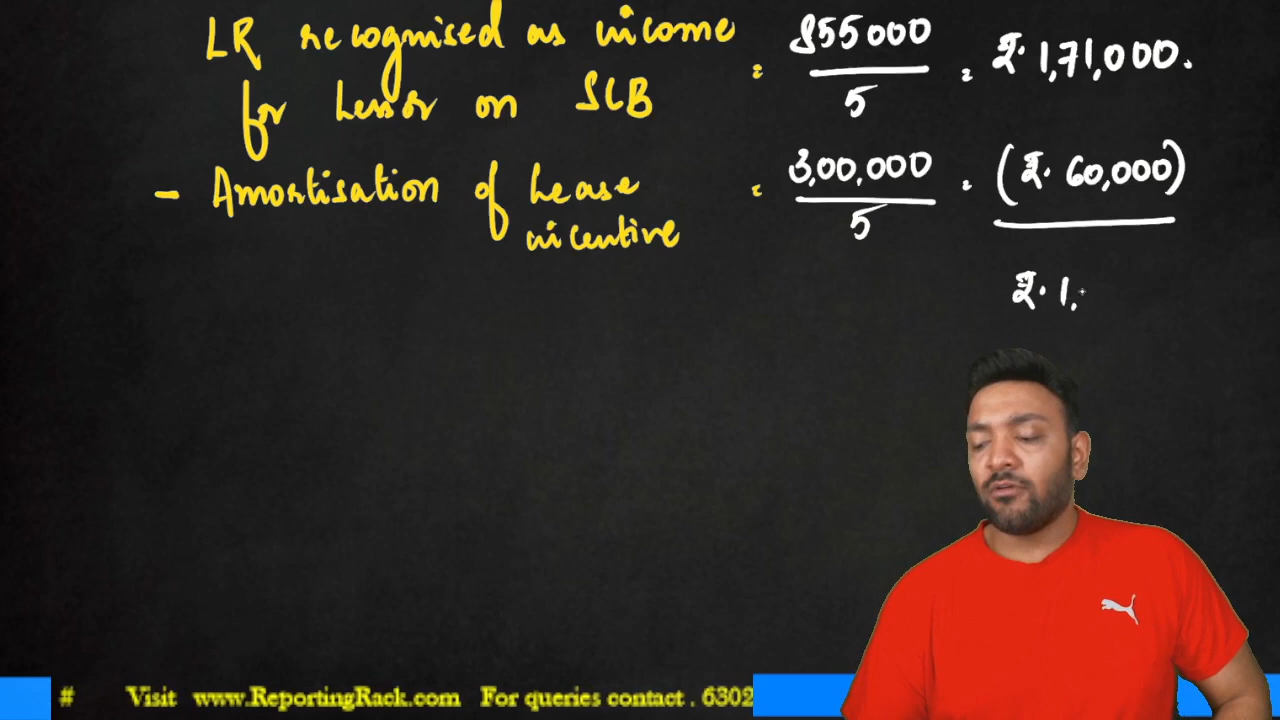 LR recognised as income = 855000 / 5 = ₹. 1,71,000.
for Lessor on SLB
- Amortisation of Lease = 3,00,000 / 5 = (₹. 60,000)
incentive
₹. 1,
# Visit www.ReportingRack.com For queries contact . 6302